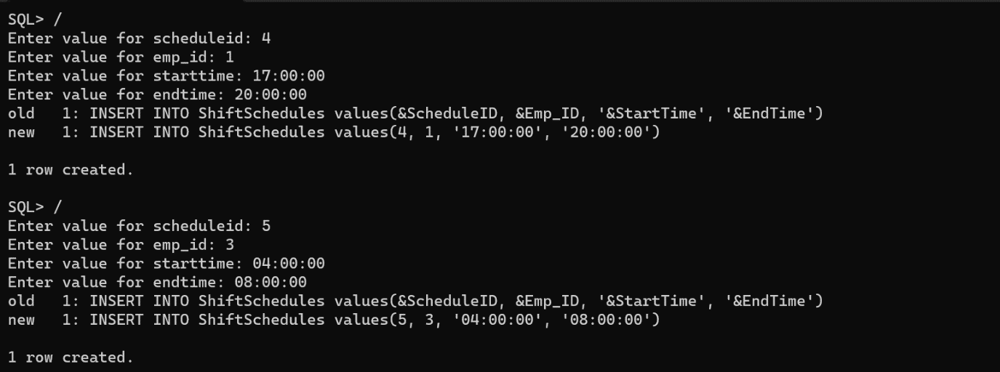 SQL> /
Enter value for scheduleid: 4
Enter value for emp_id: 1
Enter value for starttime: 17:00:00
Enter value for endtime: 20:00:00
old   1: INSERT INTO ShiftSchedules values(&ScheduleID, &Emp_ID, '&StartTime', '&EndTime')
new   1: INSERT INTO ShiftSchedules values(4, 1, '17:00:00', '20:00:00')
1 row created.
SQL> /
Enter value for scheduleid: 5
Enter value for emp_id: 3
Enter value for starttime: 04:00:00
Enter value for endtime: 08:00:00
old   1: INSERT INTO ShiftSchedules values(&ScheduleID, &Emp_ID, '&StartTime', '&EndTime')
new   1: INSERT INTO ShiftSchedules values(5, 3, '04:00:00', '08:00:00')
1 row created.